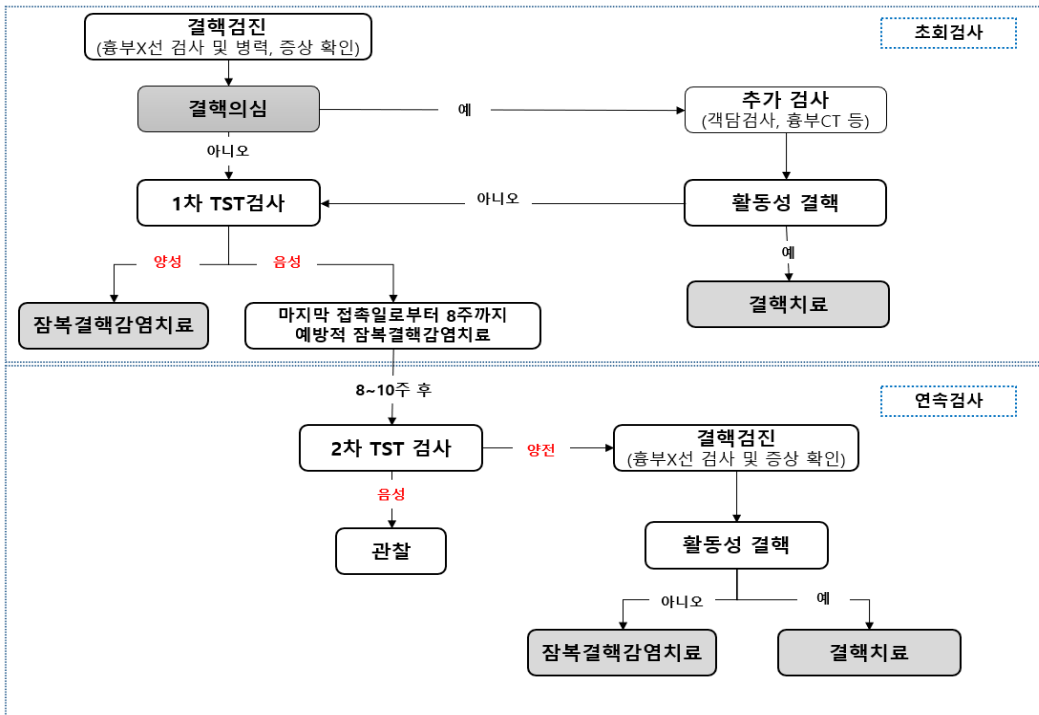 결핵검진
(흉부X선 검사 및 병력, 증상 확인)
초회검사
결핵의심
예
추가 검사
(객담검사, 흉부CT 등)
아니오
1차 TST검사
아니오
활동성 결핵
양성
음성
예
잠복결핵감염치료
마지막 접촉일로부터 8주까지
예방적 잠복결핵감염치료
결핵치료
8~10주 후
연속검사
2차 TST 검사
양전
결핵검진
(흉부X선 검사 및 증상 확인)
음성
관찰
활동성 결핵
아니오
예
잠복결핵감염치료
결핵치료